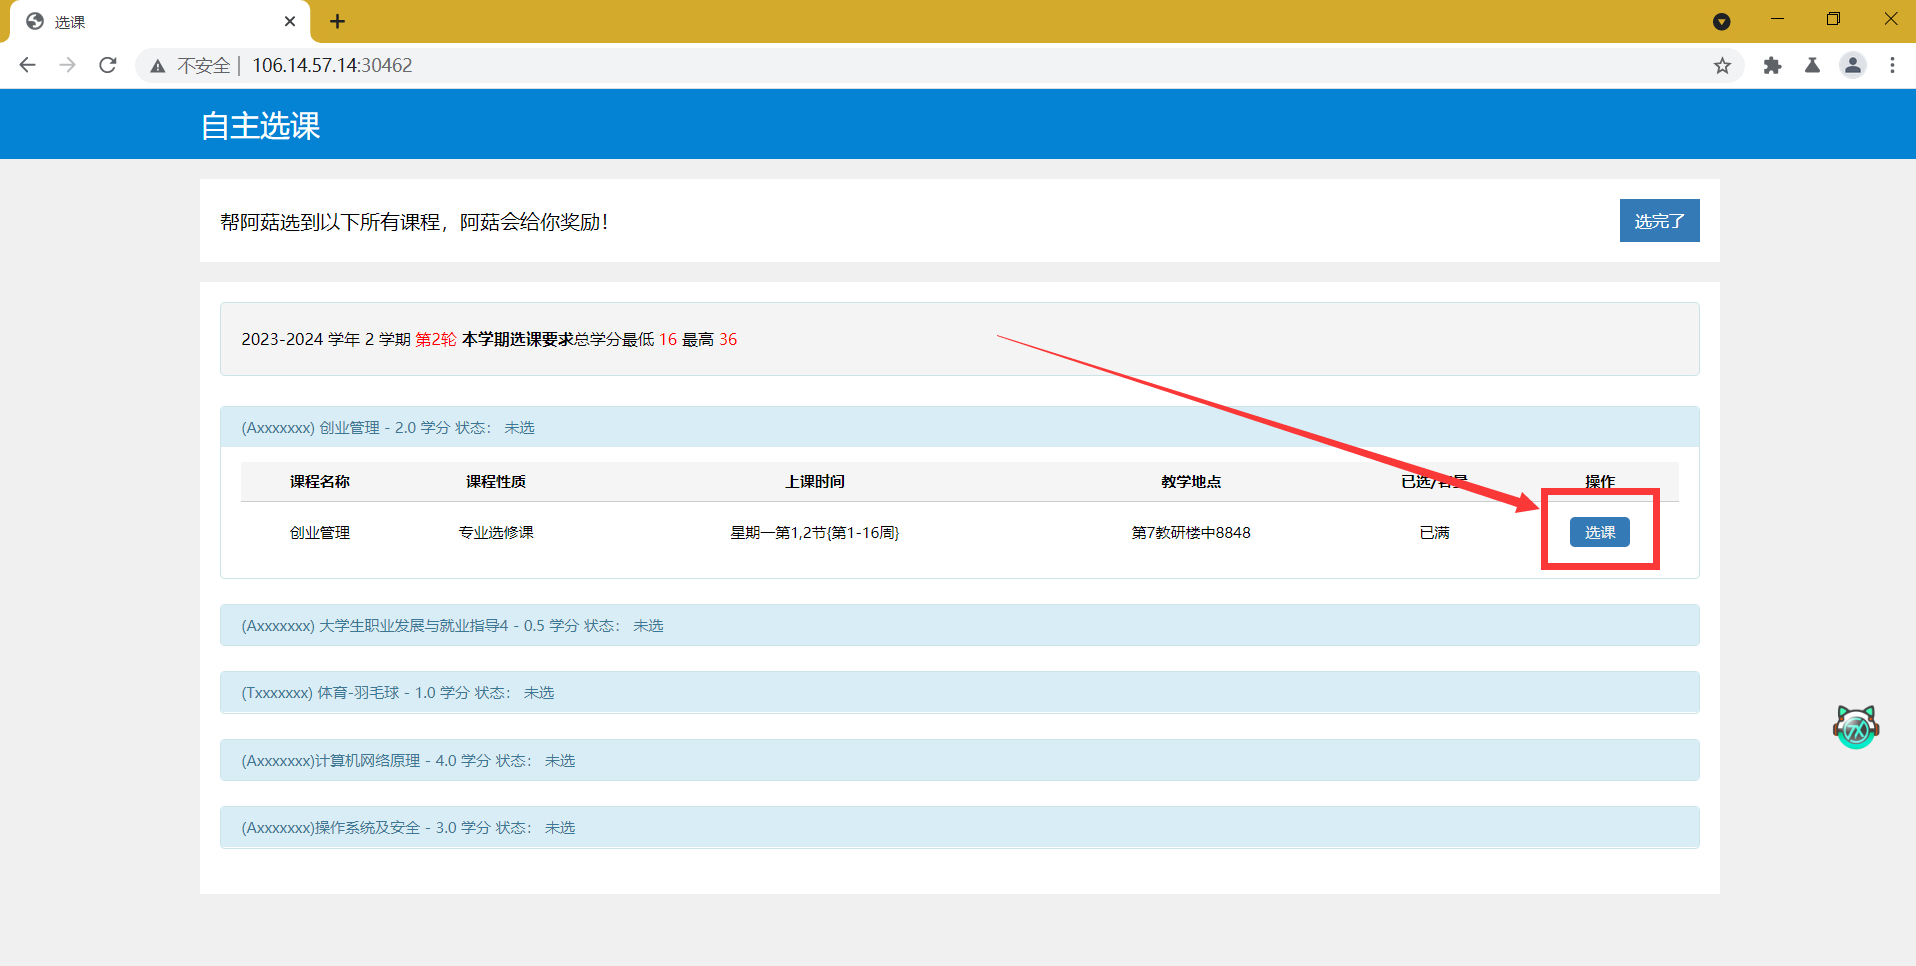 选课
不安全 | 106.14.57.14:30462
自主选课
帮阿菇选到以下所有课程，阿菇会给你奖励！
选完了
2023-2024 学年 2 学期 第2轮 本学期选课要求总学分最低 16 最高 36
(Axxxxxxx) 创业管理 - 2.0 学分 状态： 未选
课程名称 课程性质 上课时间 教学地点 已选/容量 操作
创业管理 专业选修课 星期一第1,2节{第1-16周} 第7教研楼中8848 已满 选课
(Axxxxxxx) 大学生职业发展与就业指导4 - 0.5 学分 状态： 未选
(Txxxxxxx) 体育-羽毛球 - 1.0 学分 状态： 未选
(Axxxxxxx)计算机网络原理 - 4.0 学分 状态： 未选
(Axxxxxxx)操作系统及安全 - 3.0 学分 状态： 未选